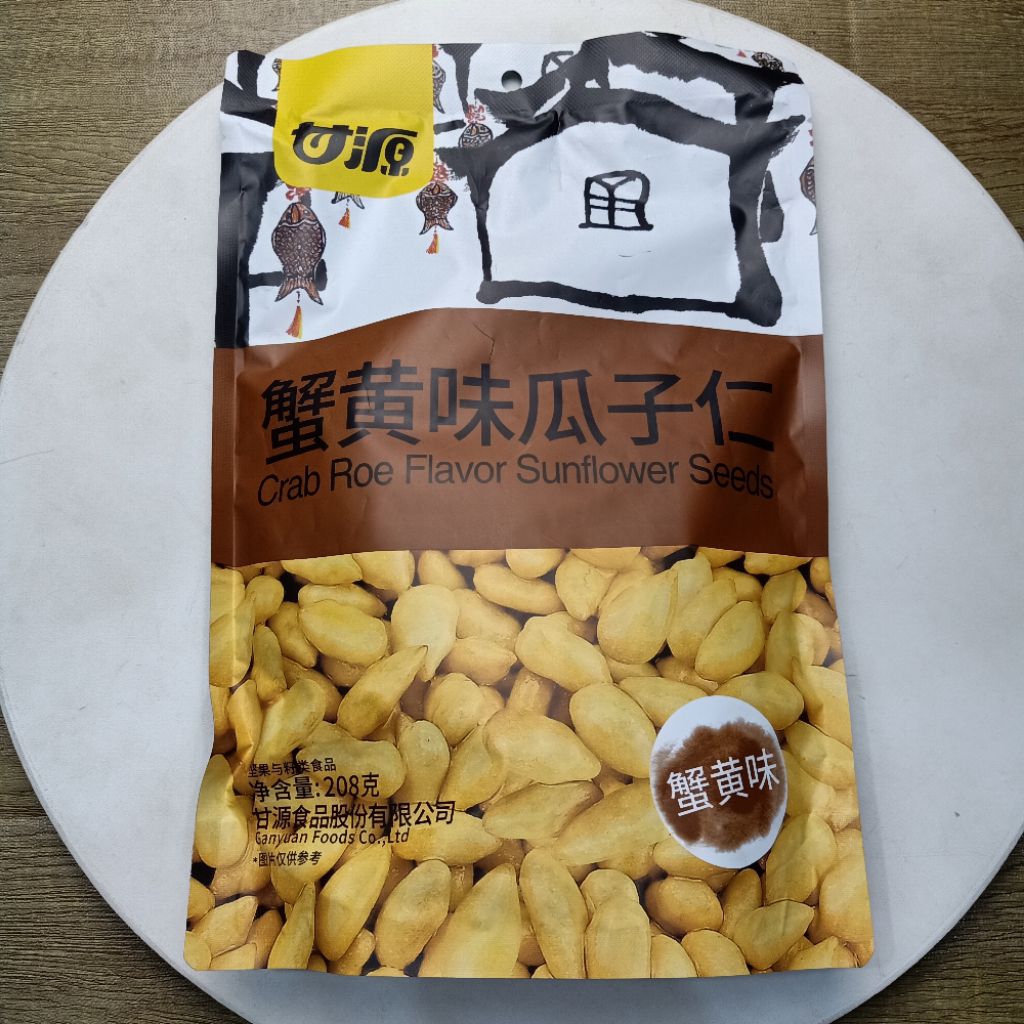 甘源
蟹黄味瓜子仁
Crab Roe Flavor Sunflower Seeds
蟹黄味
坚果与籽类食品
净含量: 208克
甘源食品股份有限公司
Ganyuan Foods Co.,Ltd
*图片仅供参考